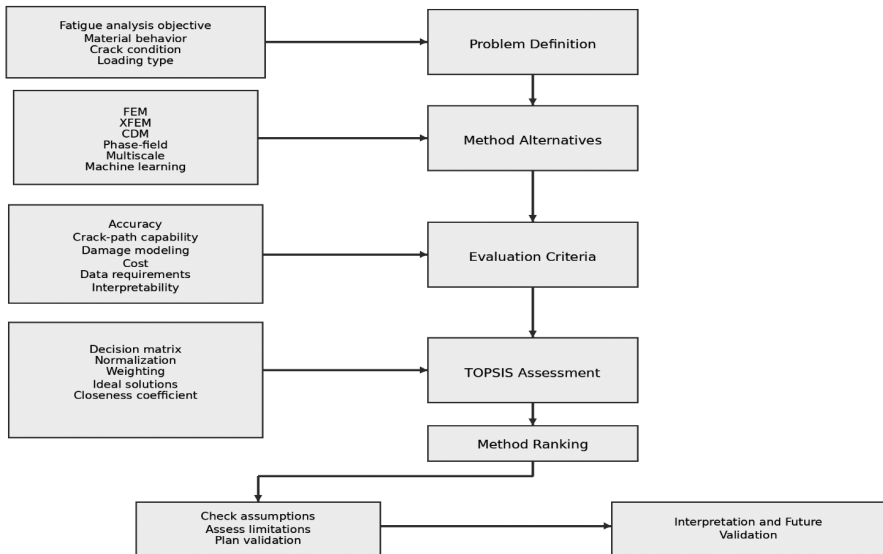 Fatigue analysis objective
Material behavior
Crack condition
Loading type
Problem Definition
FEM
XFEM
CDM
Phase-field
Multiscale
Machine learning
Method Alternatives
Accuracy
Crack-path capability
Damage modeling
Cost
Data requirements
Interpretability
Evaluation Criteria
Decision matrix
Normalization
Weighting
Ideal solutions
Closeness coefficient
TOPSIS Assessment
Method Ranking
Check assumptions
Assess limitations
Plan validation
Interpretation and Future
Validation